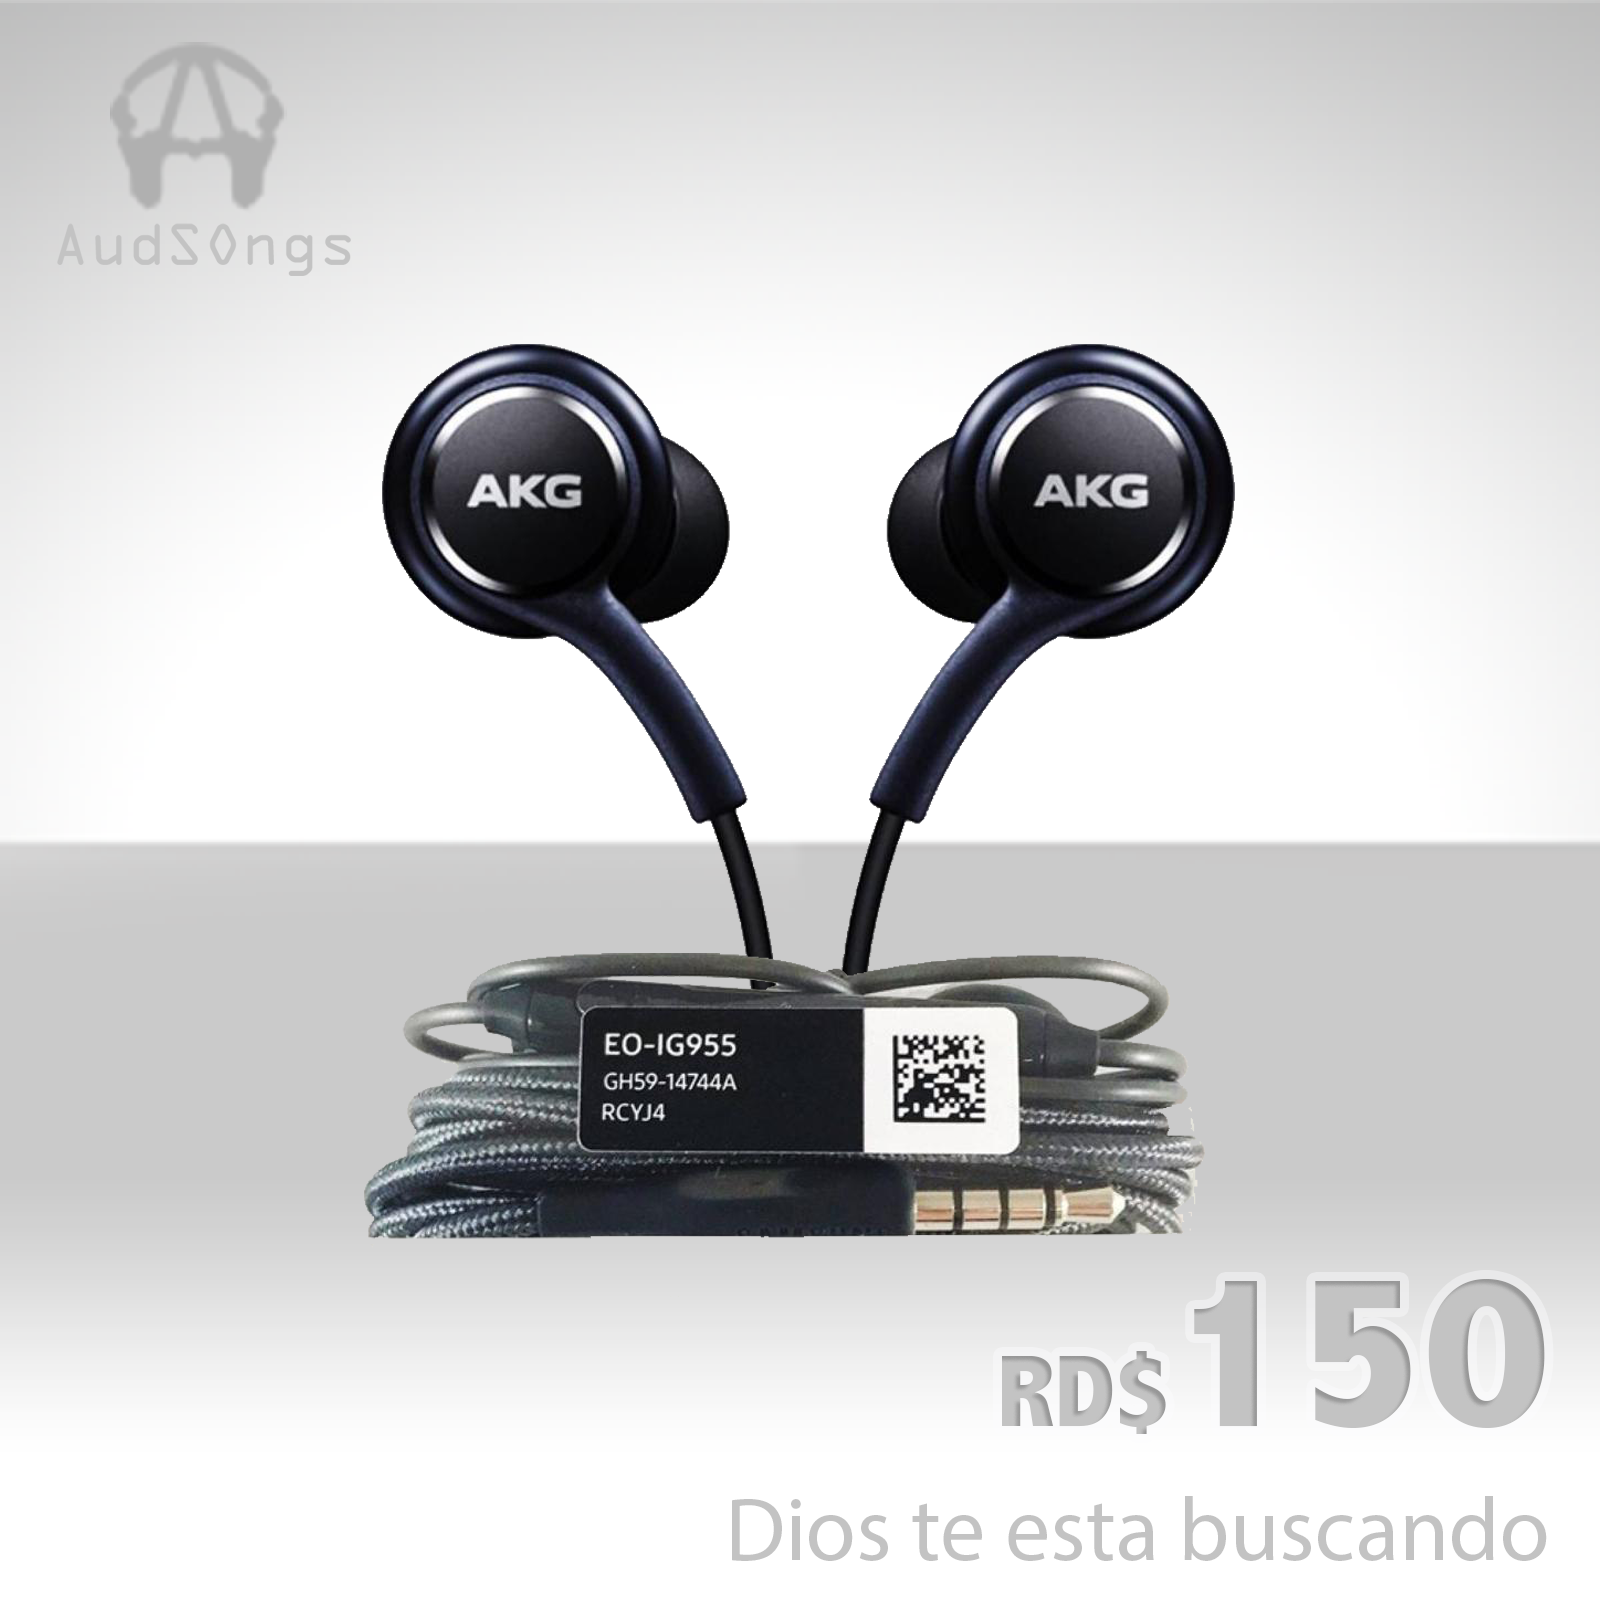 AudSOngs
AKG
AKG
EO-IG955
GH59-14744A
RCYJ4
RD$150
Dios te esta buscando